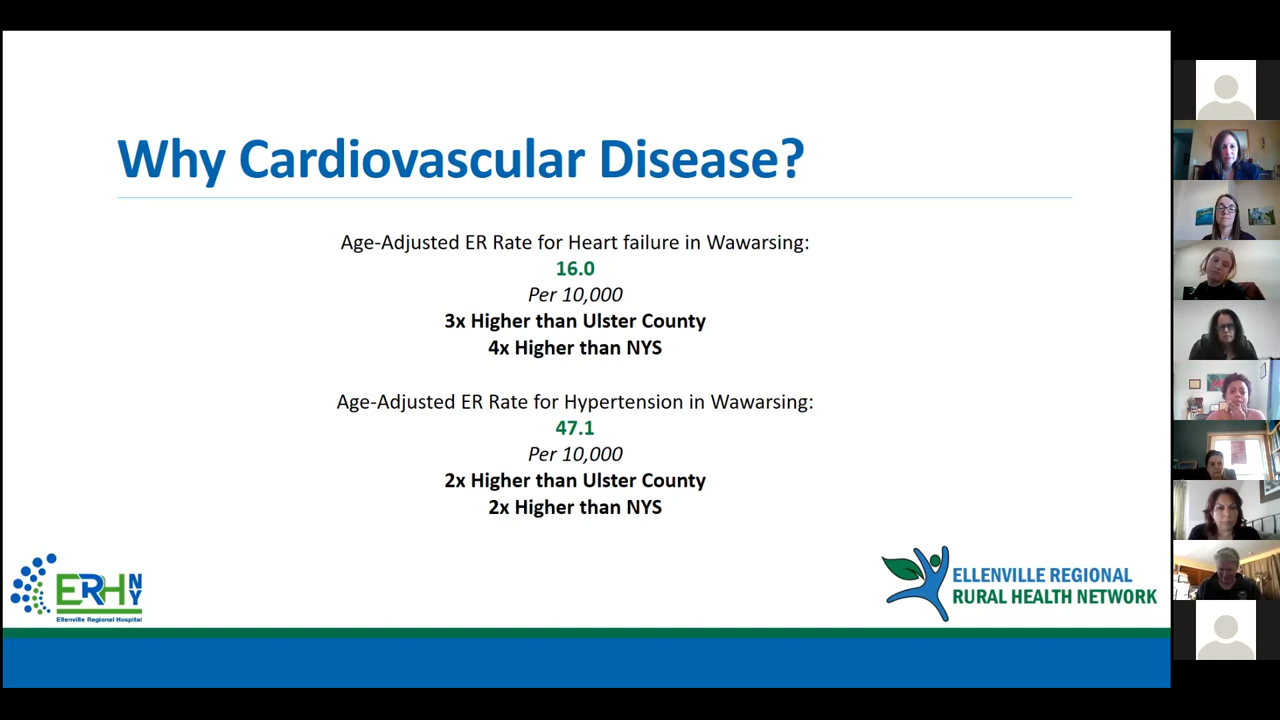 Why Cardiovascular Disease?
Age-Adjusted ER Rate for Heart failure in Wawarsing:
16.0
Per 10,000
3x Higher than Ulster County
4x Higher than NYS
Age-Adjusted ER Rate for Hypertension in Wawarsing:
47.1
Per 10,000
2x Higher than Ulster County
2x Higher than NYS
ERHNY
Ellenville Regional Hospital
ELLENVILLE REGIONAL
RURAL HEALTH NETWORK